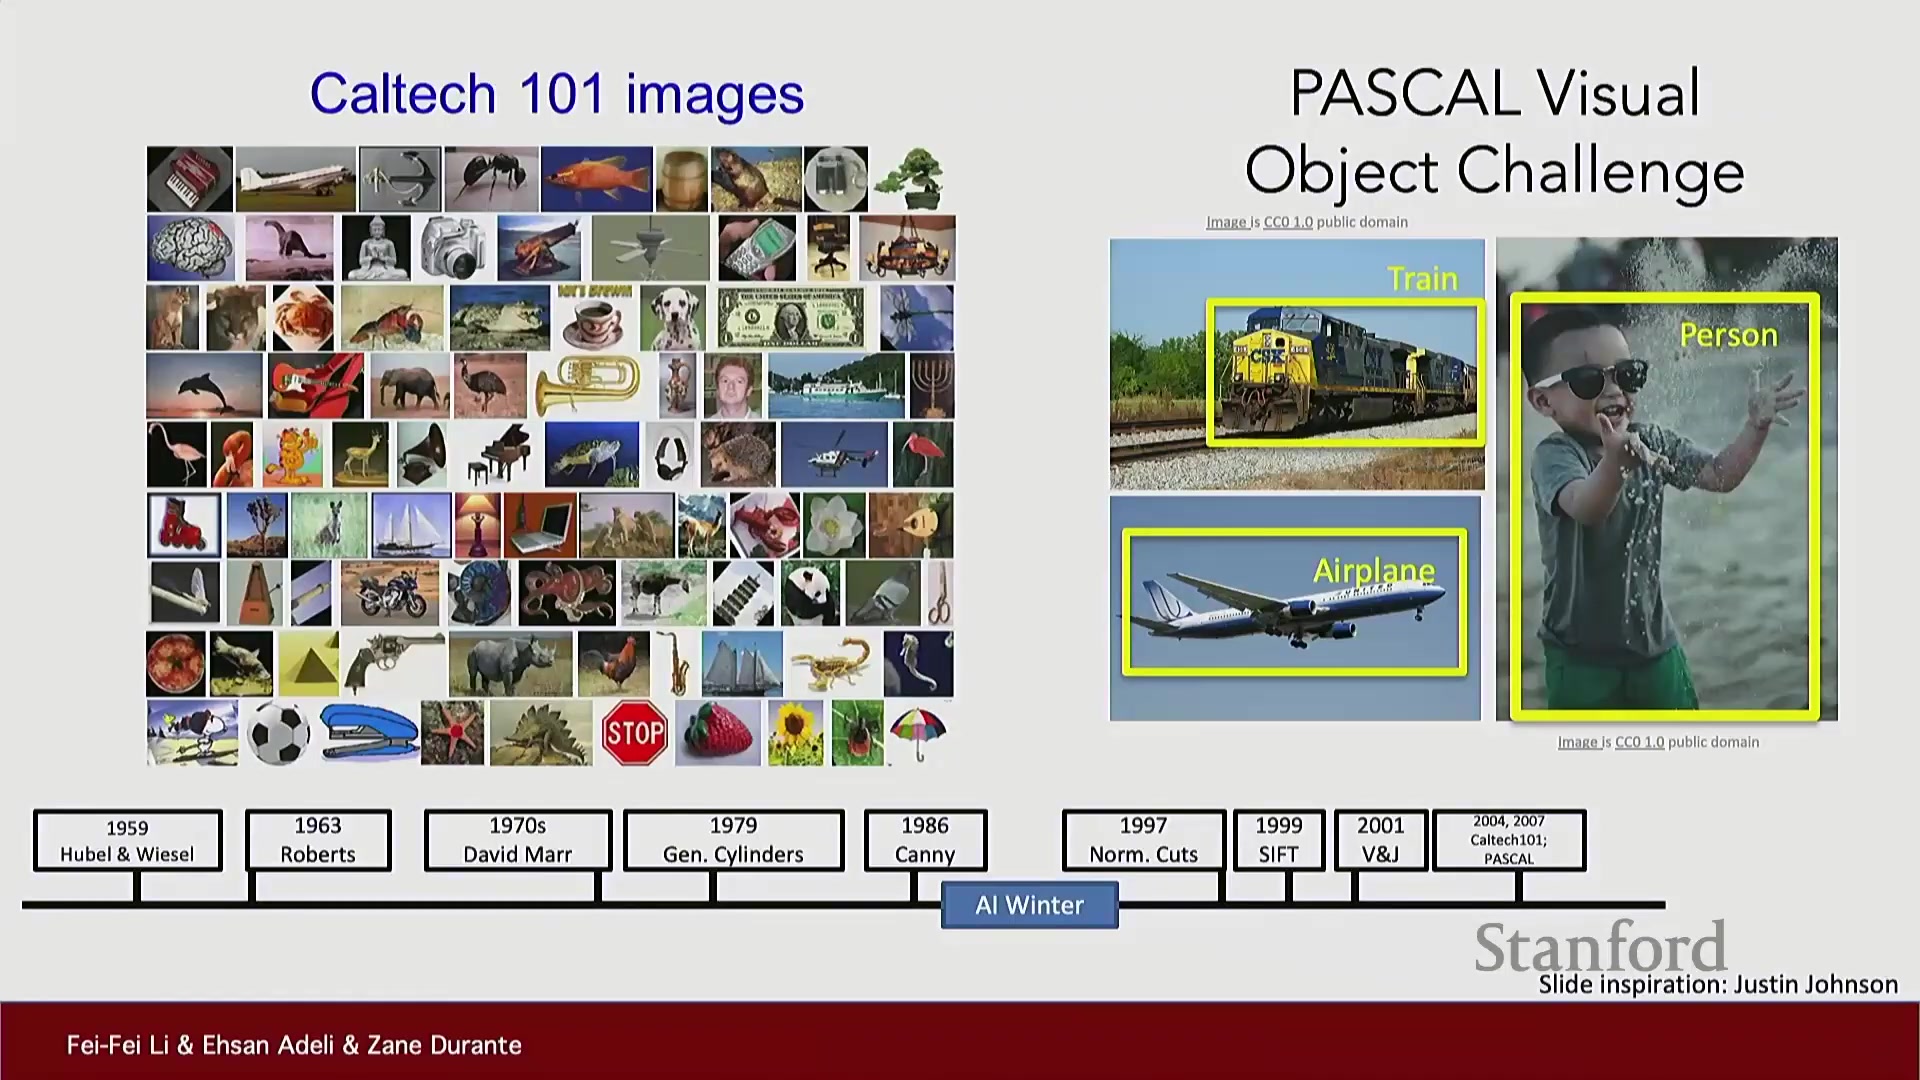 Caltech 101 images
PASCAL Visual
Object Challenge
Image is CC0 1.0 public domain
Train
CSX
Person
Airplane
UNITED
STOP
Image is CC0 1.0 public domain
1959
Hubel & Wiesel
1963
Roberts
1970s
David Marr
1979
Gen. Cylinders
1986
Canny
1997
Norm. Cuts
1999
SIFT
2001
V&J
2004, 2007
Caltech101;
PASCAL
AI Winter
Stanford
Slide inspiration: Justin Johnson
Fei-Fei Li & Ehsan Adeli & Zane Durante